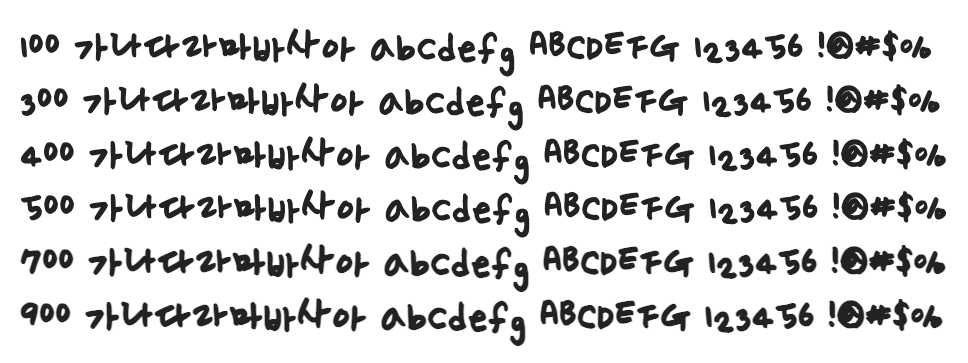 100 가나다라마바사아 abcdefg ABCDEFG 123456 !@#$%
300 가나다라마바사아 abcdefg ABCDEFG 123456 !@#$%
400 가나다라마바사아 abcdefg ABCDEFG 123456 !@#$%
500 가나다라마바사아 abcdefg ABCDEFG 123456 !@#$%
700 가나다라마바사아 abcdefg ABCDEFG 123456 !@#$%
900 가나다라마바사아 abcdefg ABCDEFG 123456 !@#$%